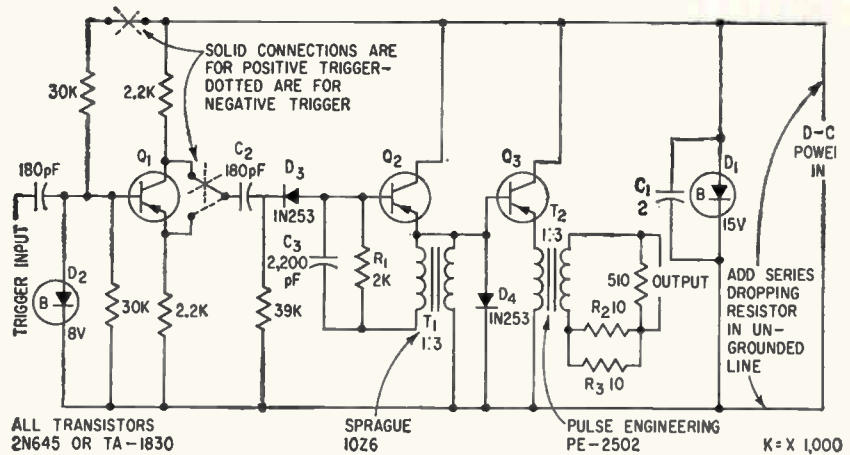 SOLID CONNECTIONS ARE
FOR POSITIVE TRIGGER-
DOTTED ARE FOR
NEGATIVE TRIGGER
30K
2.2K
Q1
C2
180pF
D3
1N253
Q2
Q3
180pF
TRIGGER INPUT
D2
B
8V
30K
2.2K
39K
C3
2,200
pF
R1
2K
T1
1:3
D4
1N253
T2
1:3
510
OUTPUT
R2 10
R3 10
C1
2
B
D1
15V
D-C
POWER
IN
ADD SERIES
DROPPING
RESISTOR
IN UN-
GROUNDED
LINE
ALL TRANSISTORS
2N645 OR TA-1830
SPRAGUE
10Z6
PULSE ENGINEERING
PE-2502
K = X 1,000